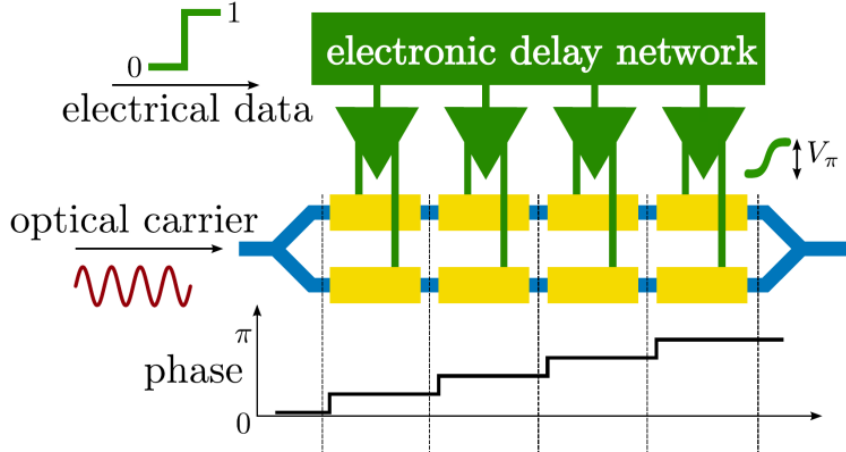 1
0
electrical data
electronic delay network
Vπ
optical carrier
π
phase
0